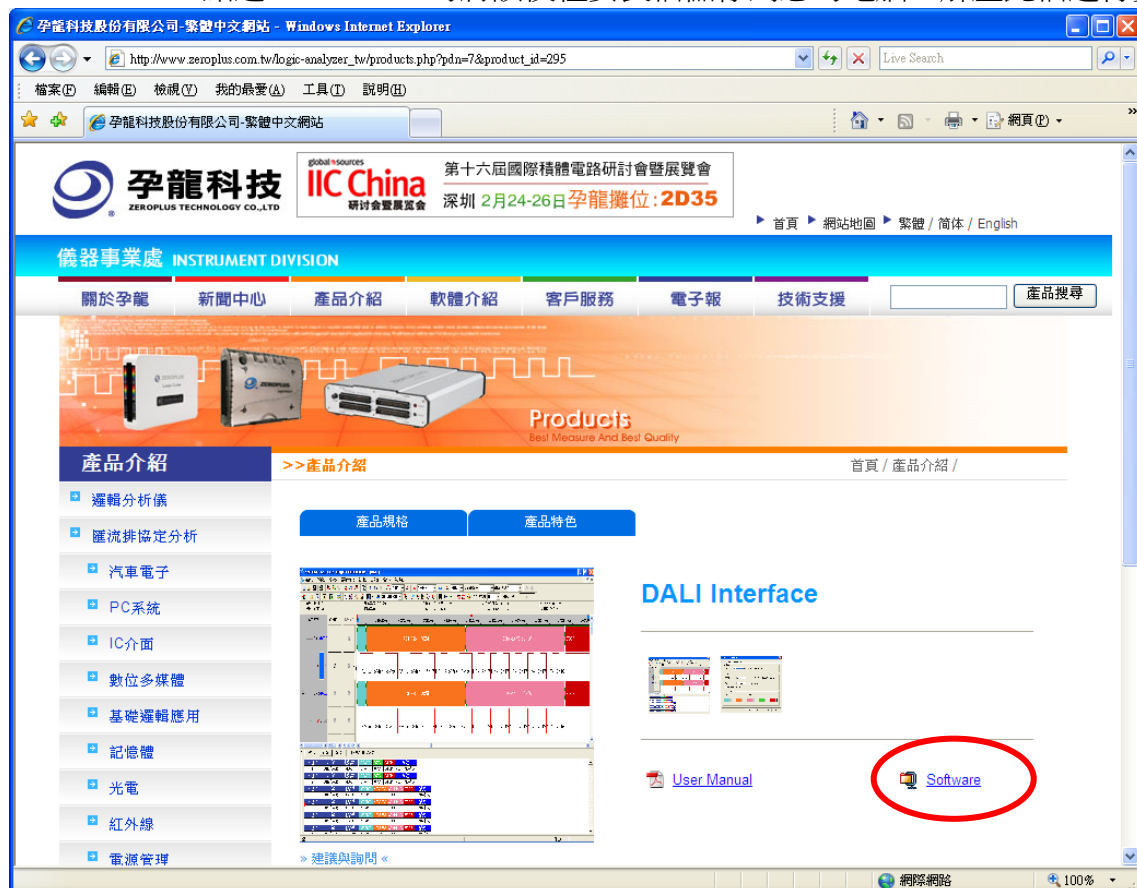 孕龍科技股份有限公司-繁體中文網站 - Windows Internet Explorer
http://www.zeroplus.com.tw/logic-analyzer_tw/products.php?pdn=7&product_id=295
Live Search
檔案(F) 編輯(E) 檢視(V) 我的最愛(A) 工具(T) 說明(H)
孕龍科技股份有限公司-繁體中文網站
網頁(P)
孕龍科技
ZEROPLUS TECHNOLOGY CO.,LTD
global sources
IIC China
研讨会暨展览会
第十六屆國際積體電路研討會暨展覽會
深圳 2月24-26日孕龍攤位:2D35
首頁 網站地圖 繁體 / 简体 / English
儀器事業處 INSTRUMENT DIVISION
關於孕龍 新聞中心 產品介紹 軟體介紹 客戶服務 電子報 技術支援 產品搜尋
Products
Best Measure And Best Quality
產品介紹
>>產品介紹
首頁 / 產品介紹 /
邏輯分析儀
匯流排協定分析
汽車電子
PC系統
IC介面
數位多媒體
基礎邏輯應用
記憶體
光電
紅外線
電源管理
產品規格 產品特色
DALI Interface
User Manual Software
» 建議與詢問 «
網際網路 100%